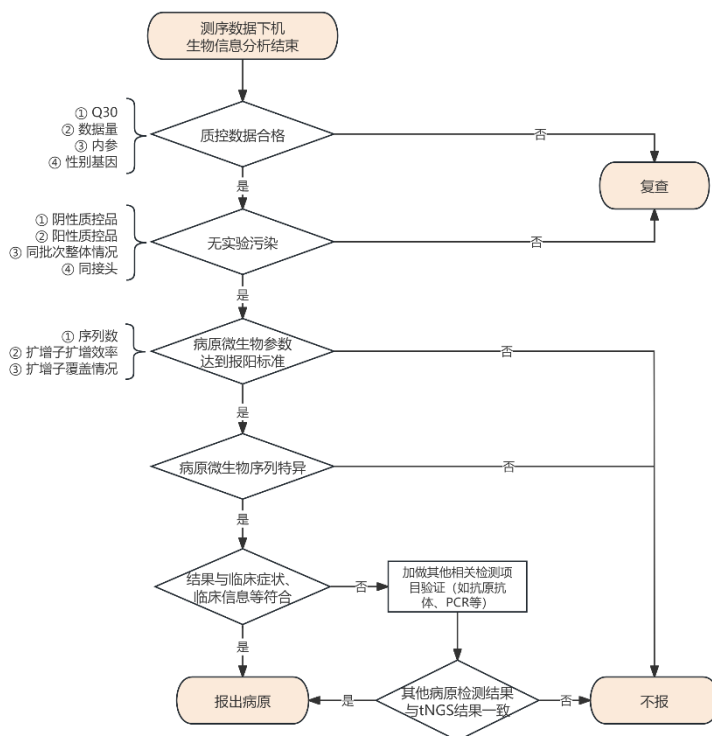 测序数据下机
生物信息分析结束
① Q30
② 数据量
③ 内参
④ 性别基因
质控数据合格
否
复查
是
① 阴性质控品
② 阳性质控品
③ 同批次整体情况
④ 同接头
无实验污染
否
是
① 序列数
② 扩增子扩增效率
③ 扩增子覆盖情况
病原微生物参数
达到报阳标准
否
是
病原微生物序列特异
否
是
结果与临床症状、
临床信息等符合
否
加做其他相关检测项
目验证（如抗原抗
体、PCR等）
是
报出病原
是
其他病原检测结果
与tNGS结果一致
否
不报